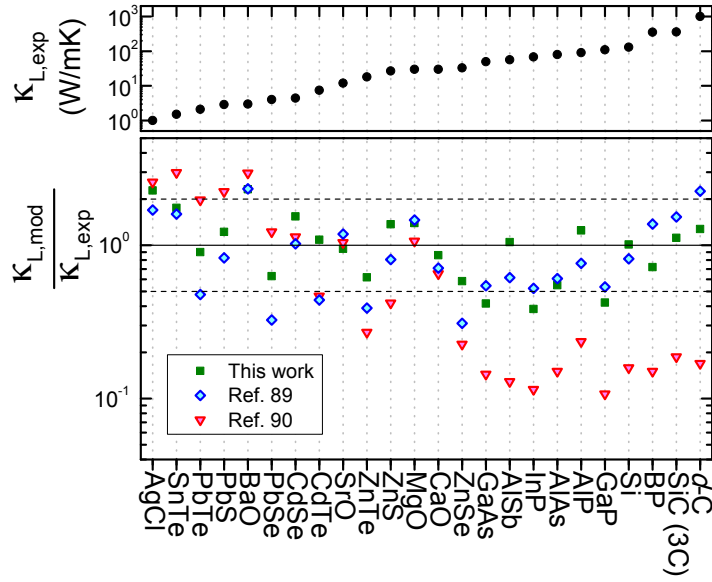 κL,exp
(W/mK)
10³
10²
10¹
10⁰
κL,mod
κL,exp
10⁰
10⁻¹
This work
Ref. 89
Ref. 90
AgCl
SnTe
PbTe
PbS
BaO
PbSe
CdSe
CdTe
SrO
ZnTe
ZnS
MgO
CaO
ZnSe
GaAs
AlSb
InP
AlAs
AlP
GaP
Si
BP
SiC (3C)
d-C